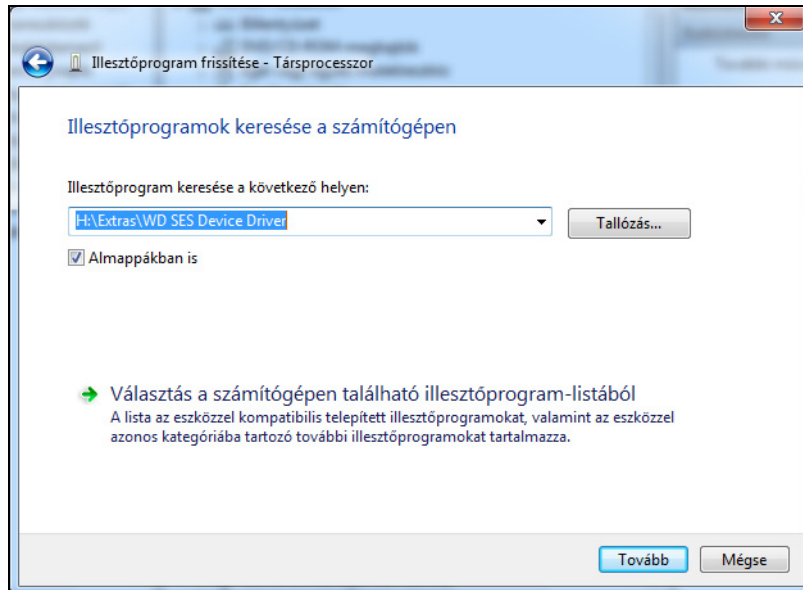 Illesztőprogram frissítése - Társprocesszor
Illesztőprogramok keresése a számítógépen
Illesztőprogram keresése a következő helyen:
H:\Extras\WD SES Device Driver
Tallózás...
Almappákban is
Választás a számítógépen található illesztőprogram-listából
A lista az eszközzel kompatibilis telepített illesztőprogramokat, valamint az eszközzel
azonos kategóriába tartozó további illesztőprogramokat tartalmazza.
Tovább
Mégse